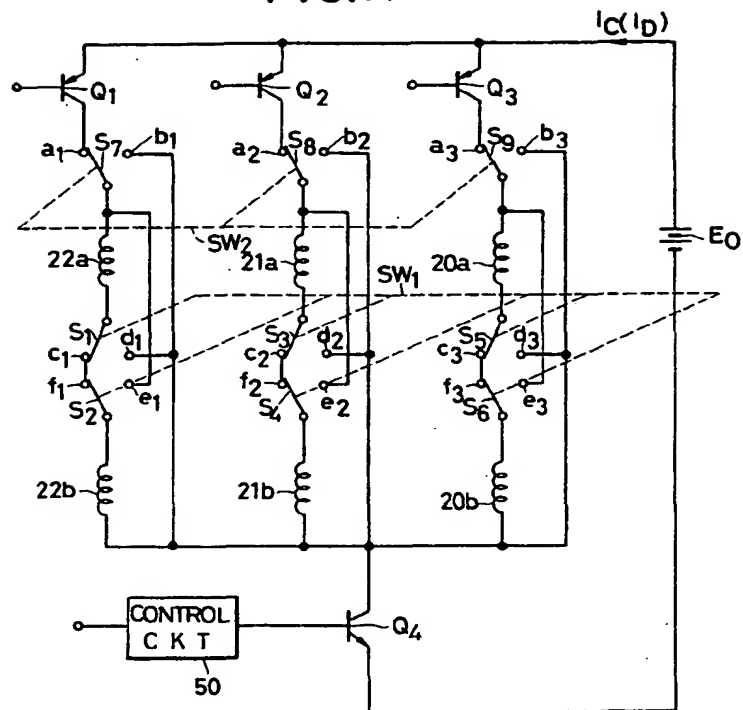 IC(ID)
Q1
Q2
Q3
a1
S7
b1
a2
S8
b2
a3
S9
b3
SW2
E0
22a
21a
20a
SW1
S1
d1
S3
d2
S5
d3
c1
c2
c3
f1
e1
f2
e2
f3
e3
S2
S4
S6
22b
21b
20b
CONTROL
CKT
Q4
50